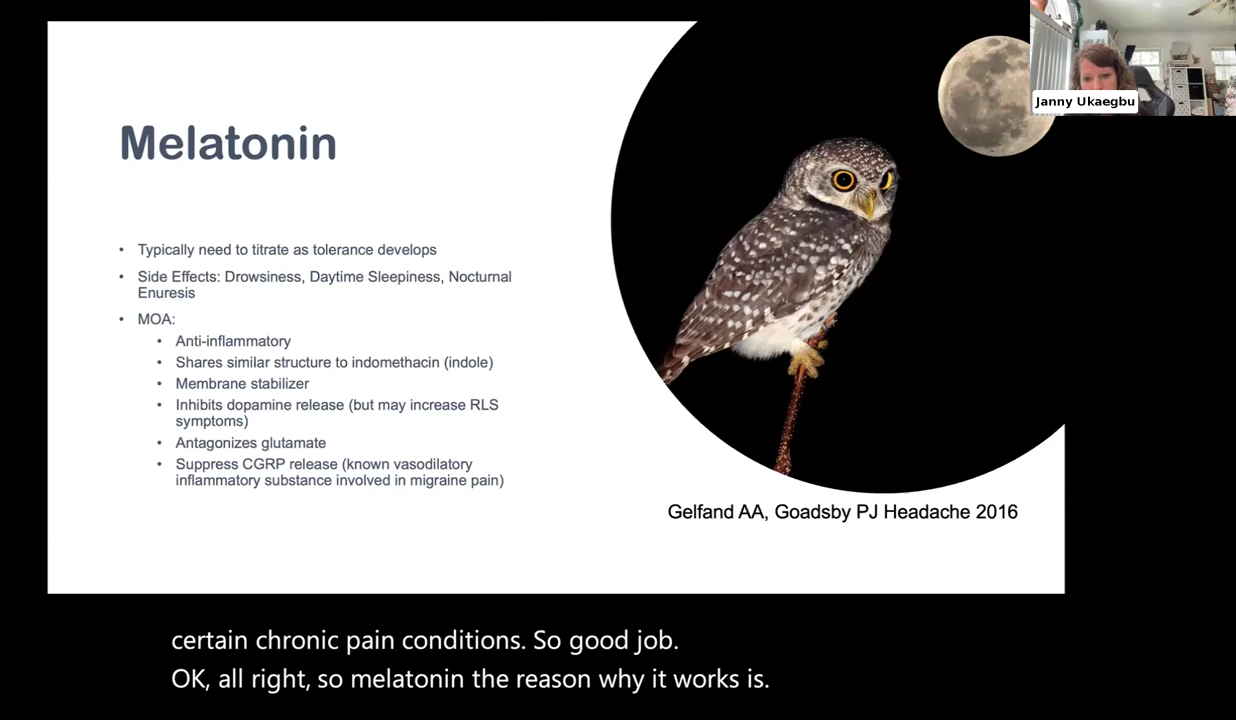 Melatonin
• Typically need to titrate as tolerance develops
• Side Effects: Drowsiness, Daytime Sleepiness, Nocturnal
Enuresis
• MOA:
• Anti-inflammatory
• Shares similar structure to indomethacin (indole)
• Membrane stabilizer
• Inhibits dopamine release (but may increase RLS
symptoms)
• Antagonizes glutamate
• Suppress CGRP release (known vasodilatory
inflammatory substance involved in migraine pain)
Gelfand AA, Goadsby PJ Headache 2016
Janny Ukaegbu
certain chronic pain conditions. So good job.
OK, all right, so melatonin the reason why it works is.